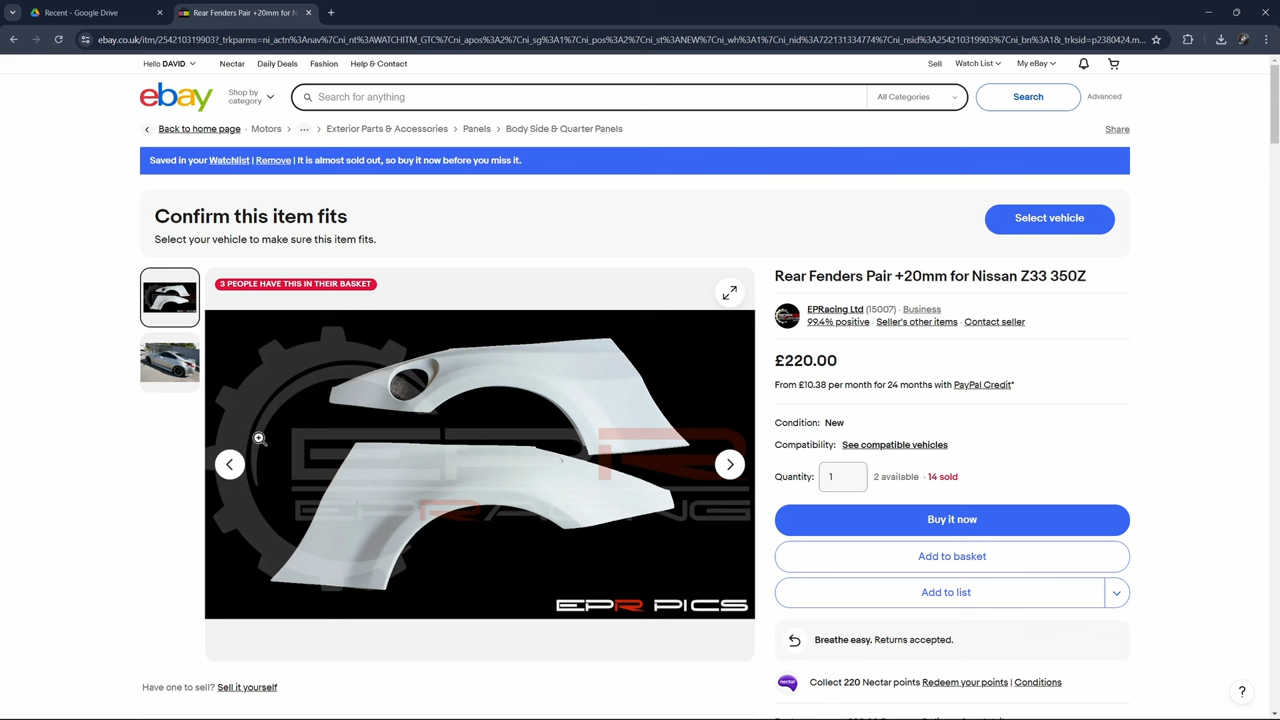 Recent - Google Drive
Rear Fenders Pair +20mm for N
ebay.co.uk/itm/254210319903?_trkparms=ni_actn%3Anav%7Cni_nt%3AWATCHITM_GTC%7Cni_apos%3A2%7Cni_sg%3A1%7Cni_pos%3A2%7Cni_st%3ANEW%7Cni_wh%3A1%7Cni_nid%3A722131334774%7Cni_nsid%3A254210319903%7Cni_bn%3A1&_trksid=p2380424.m...
Hello DAVID
Nectar
Daily Deals
Fashion
Help & Contact
Sell
Watch List
My eBay
ebay
Shop by
category
Search for anything
All Categories
Search
Advanced
Back to home page
Motors
...
Exterior Parts & Accessories
Panels
Body Side & Quarter Panels
Share
Saved in your Watchlist | Remove | It is almost sold out, so buy it now before you miss it.
Confirm this item fits
Select your vehicle to make sure this item fits.
Select vehicle
3 PEOPLE HAVE THIS IN THEIR BASKET
EPR
EPRACING
EPR PICS
Rear Fenders Pair +20mm for Nissan Z33 350Z
EPRacing Ltd (15007) · Business
99.4% positive · Seller's other items · Contact seller
£220.00
From £10.38 per month for 24 months with PayPal Credit*
Condition: New
Compatibility: See compatible vehicles
Quantity: 1 2 available · 14 sold
Buy it now
Add to basket
Add to list
Breathe easy. Returns accepted.
nectar Collect 220 Nectar points Redeem your points | Conditions
Have one to sell? Sell it yourself
?